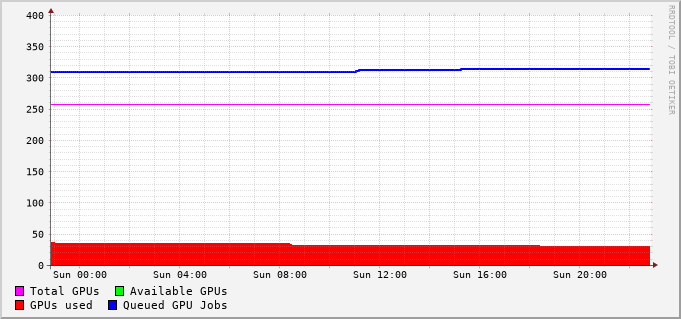 400
350
300
250
200
150
100
50
0
Sun 00:00 Sun 04:00 Sun 08:00 Sun 12:00 Sun 16:00 Sun 20:00
Total GPUs Available GPUs
GPUs used Queued GPU Jobs
RRDTOOL / TOBI OETIKER